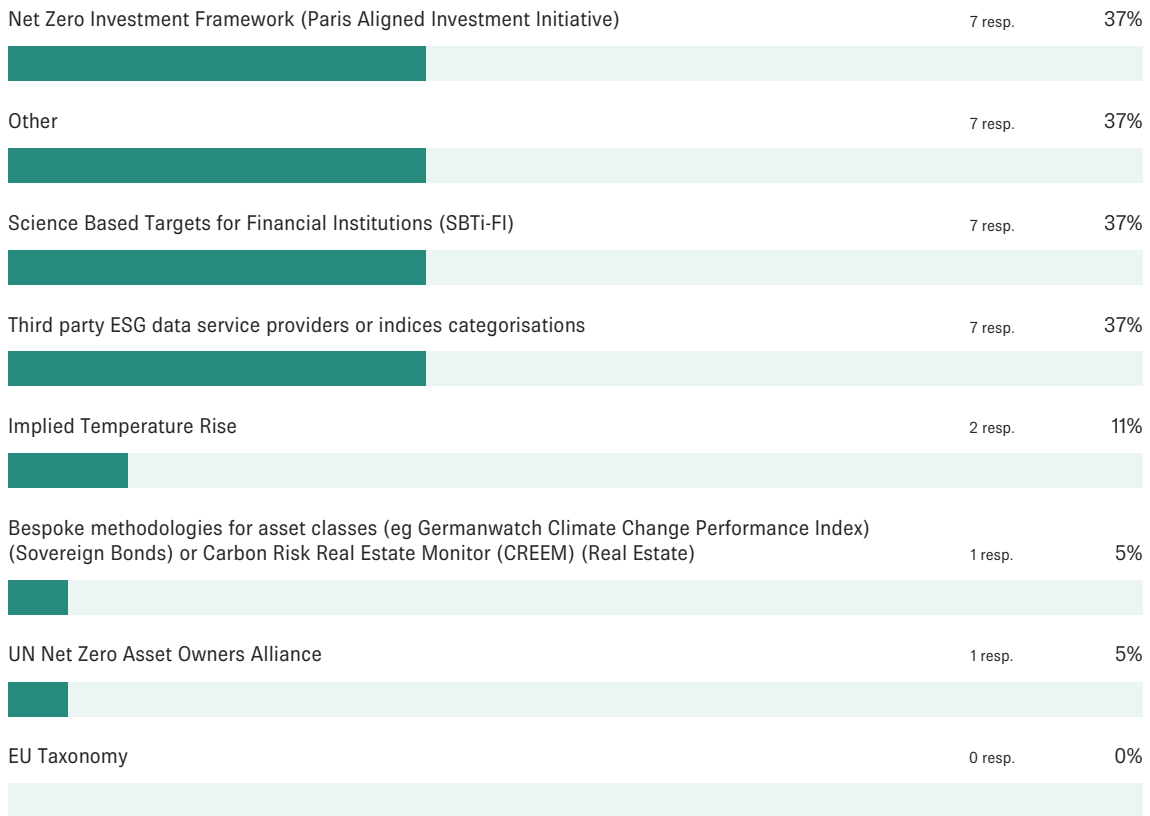 Net Zero Investment Framework (Paris Aligned Investment Initiative) 7 resp. 37%
Other 7 resp. 37%
Science Based Targets for Financial Institutions (SBTi-FI) 7 resp. 37%
Third party ESG data service providers or indices categorisations 7 resp. 37%
Implied Temperature Rise 2 resp. 11%
Bespoke methodologies for asset classes (eg Germanwatch Climate Change Performance Index)
(Sovereign Bonds) or Carbon Risk Real Estate Monitor (CREEM) (Real Estate) 1 resp. 5%
UN Net Zero Asset Owners Alliance 1 resp. 5%
EU Taxonomy 0 resp. 0%